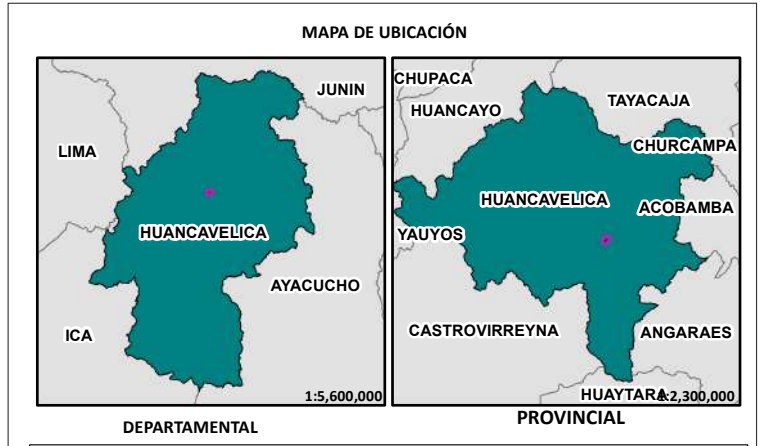 MAPA DE UBICACIÓN
JUNIN
LIMA
HUANCAVELICA
AYACUCHO
ICA
1:5,600,000
DEPARTAMENTAL
CHUPACA
HUANCAYO
TAYACAJA
CHURCAMPA
HUANCAVELICA
ACOBAMBA
YAUYOS
CASTROVIRREYNA
ANGARAES
HUAYTARA
1:2,300,000
PROVINCIAL